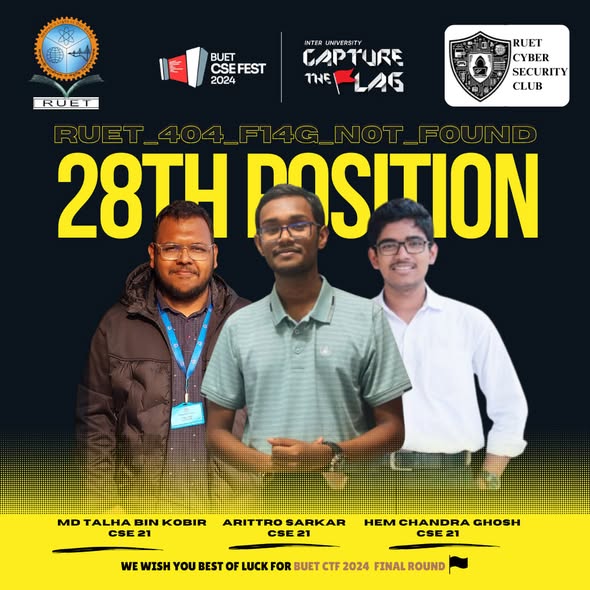 RUET
BUET
CSE FEST
2024
INTER UNIVERSITY
CAPTURE
THE FLAG
RUET
CYBER
SECURITY
CLUB
RUET_404_F14G_N0T_F0UND
28TH POSITION
MD TALHA BIN KOBIR
CSE 21
ARITTRO SARKAR
CSE 21
HEM CHANDRA GHOSH
CSE 21
WE WISH YOU BEST OF LUCK FOR BUET CTF 2024 FINAL ROUND